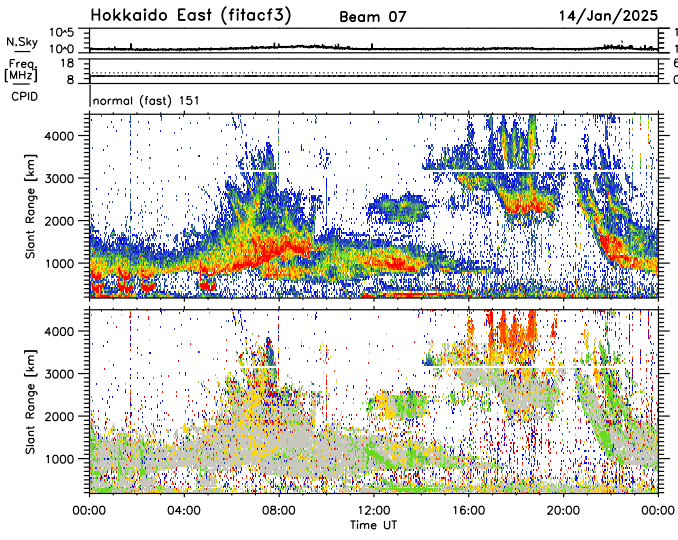 Hokkaido East (fitacf3) Beam 07 14/Jan/2025
N.Sky 10^5 10^0 1 1
Freq. [MHz] 18 8 6 0
CPID normal (fast) 151
Slant Range [km] 4000 3000 2000 1000
Slant Range [km] 4000 3000 2000 1000
00:00 04:00 08:00 12:00 16:00 20:00 00:00
Time UT